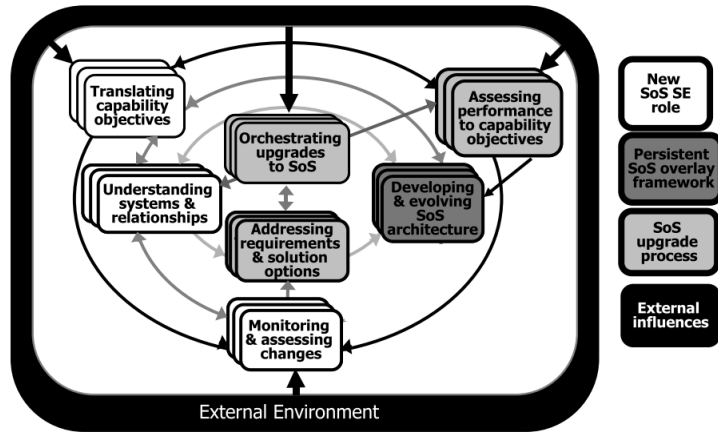 Translating
capability
objectives
Assessing
performance
to capability
objectives
Orchestrating
upgrades
to SoS
Understanding
systems &
relationships
Developing
& evolving
SoS
architecture
Addressing
requirements
& solution
options
Monitoring
& assessing
changes
External Environment
New
SoS SE
role
Persistent
SoS overlay
framework
SoS
upgrade
process
External
influences